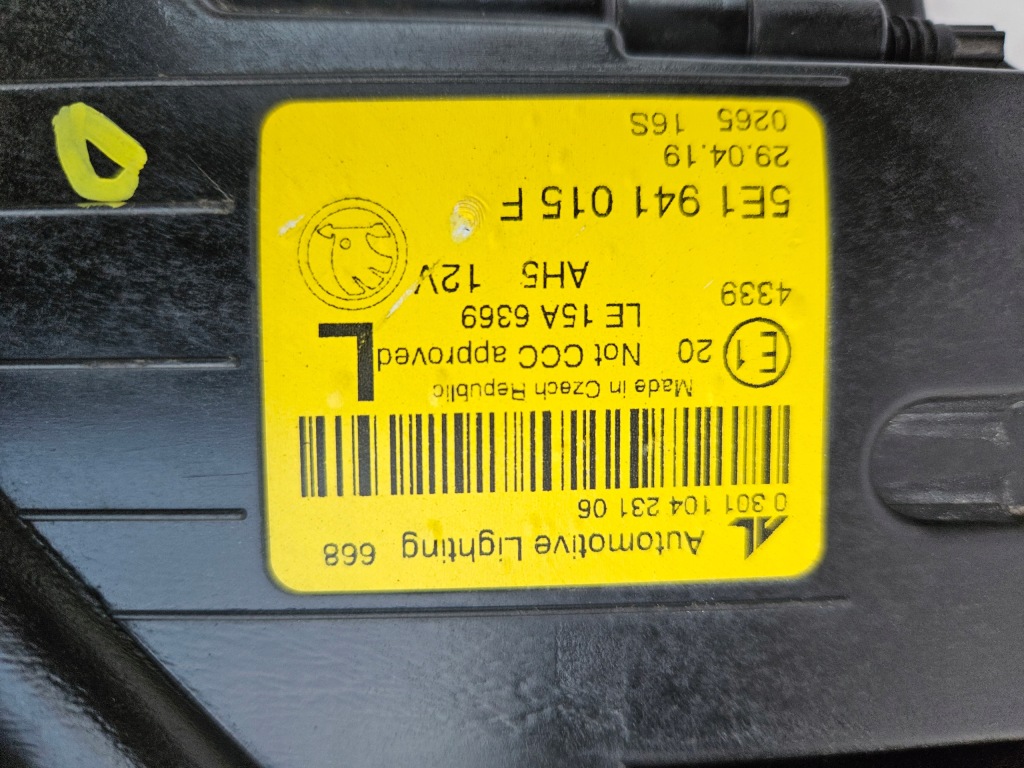 Automotive Lighting 668
0 301 104 231 06
Made in Czech Republic
E1 20 Not CCC approved L
LE 15A 6369
4339 AH5 12V
5E1 941 015 F
29.04.19
0265 16S